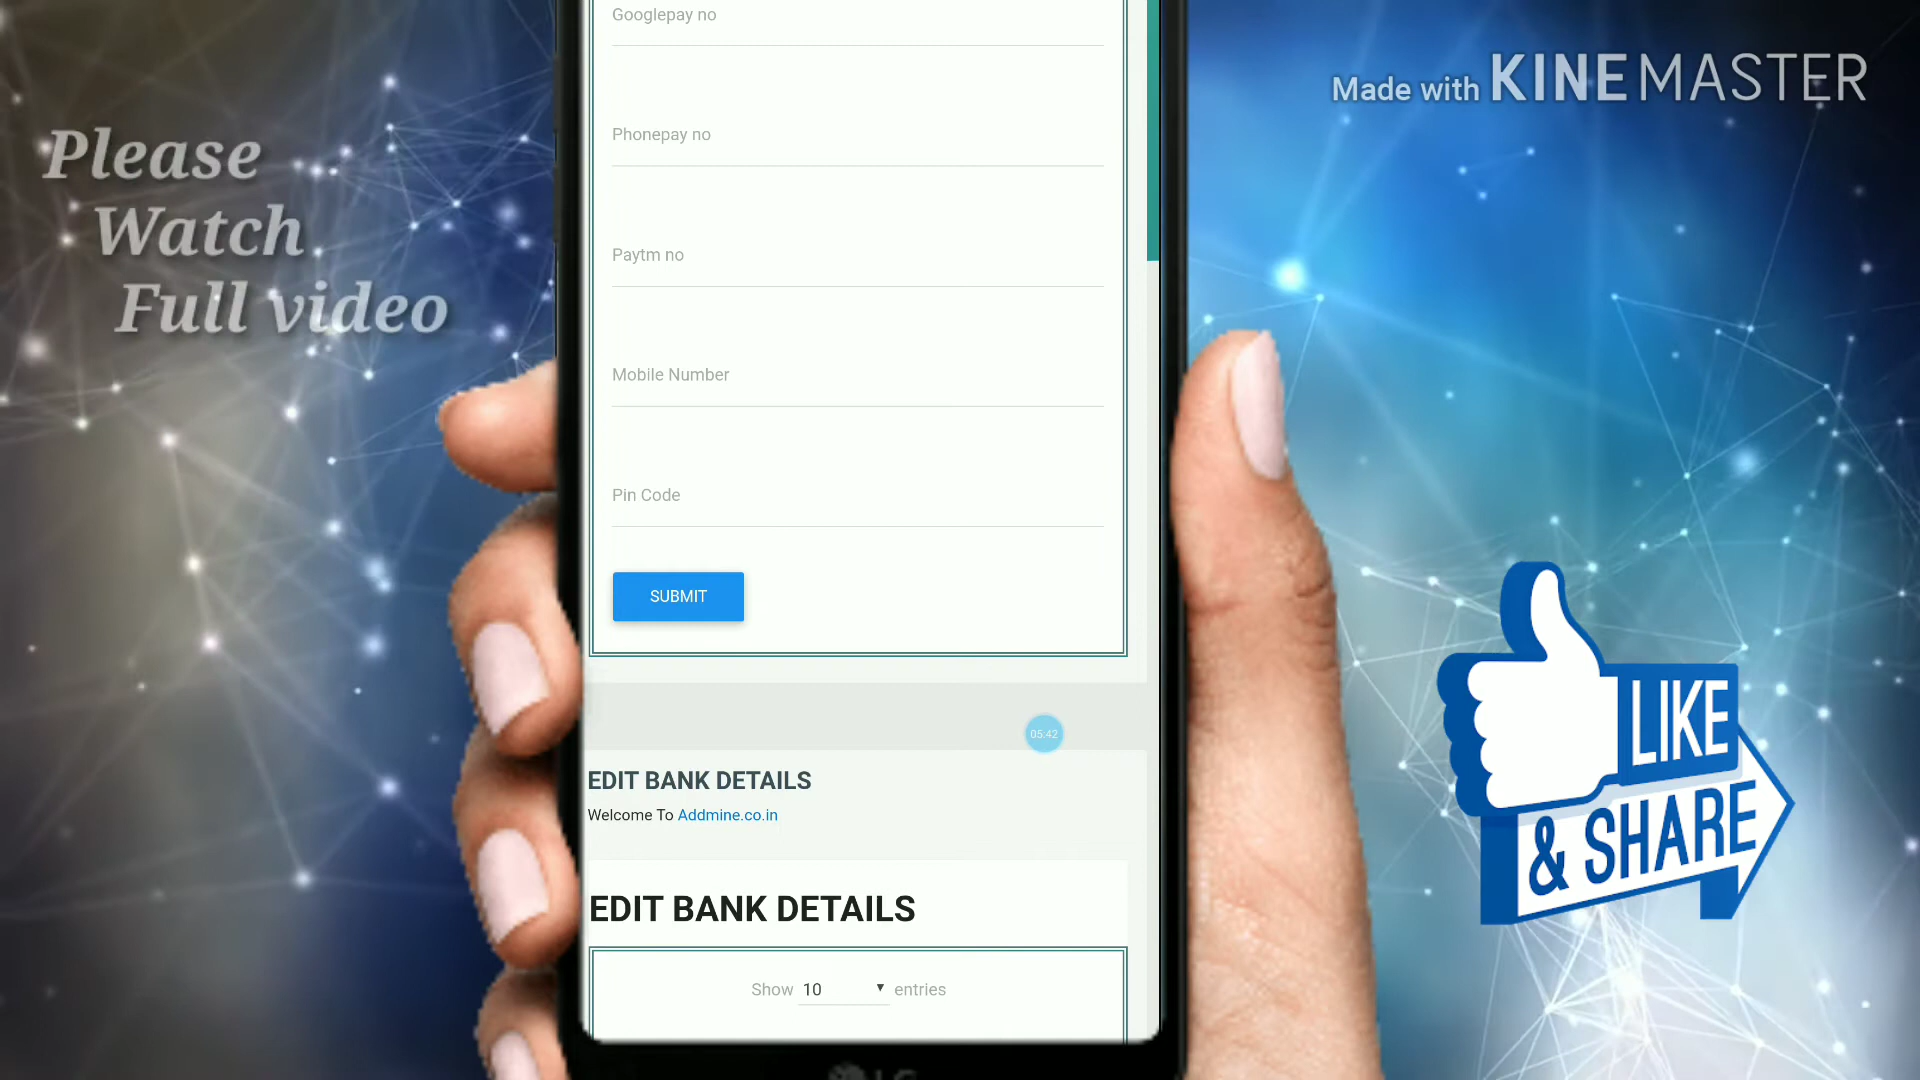 Please
Watch
Full video
Made with KINEMASTER
Googlepay no
Phonepay no
Paytm no
Mobile Number
Pin Code
SUBMIT
05:42
EDIT BANK DETAILS
Welcome To Addmine.co.in
EDIT BANK DETAILS
Show 10 entries
LIKE
& SHARE